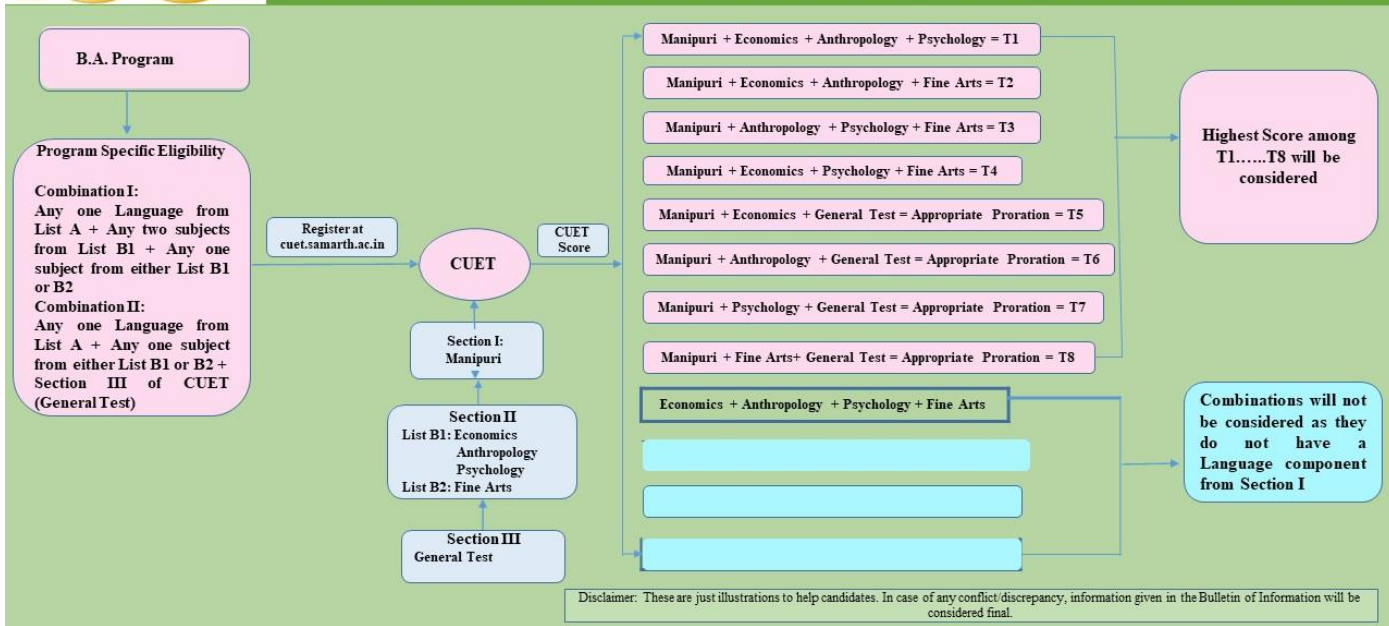 B.A. Program
Program Specific Eligibility
Combination I:
Any one Language from
List A + Any two subjects
from List B1 + Any one
subject from either List B1
or B2
Combination II:
Any one Language from
List A + Any one subject
from either List B1 or B2 +
Section III of CUET
(General Test)
Register at
cuet.samarth.ac.in
CUET
Section I:
Manipuri
Section II
List B1: Economics
Anthropology
Psychology
List B2: Fine Arts
Section III
General Test
CUET
Score
Manipuri + Economics + Anthropology + Psychology = T1
Manipuri + Economics + Anthropology + Fine Arts = T2
Manipuri + Anthropology + Psychology + Fine Arts = T3
Manipuri + Economics + Psychology + Fine Arts = T4
Manipuri + Economics + General Test = Appropriate Proration = T5
Manipuri + Anthropology + General Test = Appropriate Proration = T6
Manipuri + Psychology + General Test = Appropriate Proration = T7
Manipuri + Fine Arts+ General Test = Appropriate Proration = T8
Economics + Anthropology + Psychology + Fine Arts
Highest Score among
T1…..T8 will be
considered
Combinations will not
be considered as they
do not have a
Language component
from Section I
Disclaimer: These are just illustrations to help candidates. In case of any conflict/discrepancy, information given in the Bulletin of Information will be
considered final.